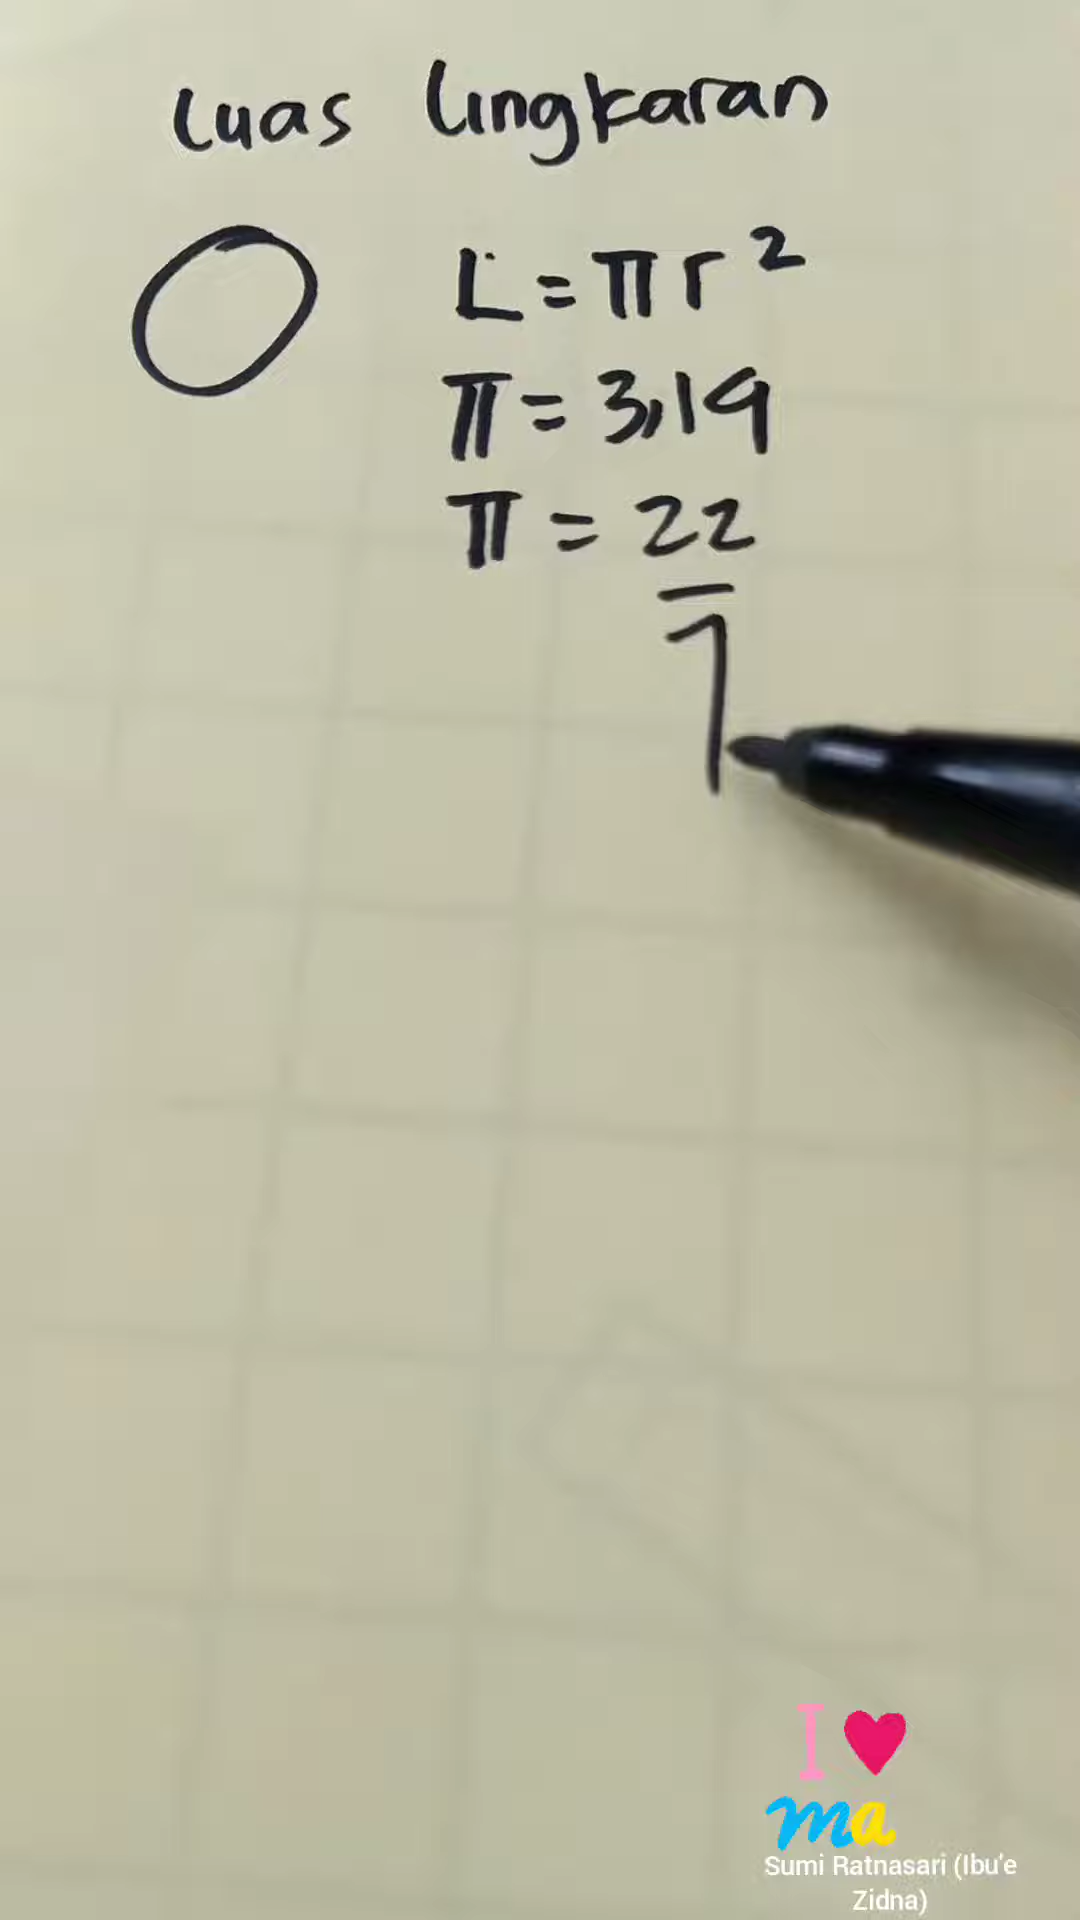 Luas lingkaran
L = πr²
π = 3,14
π = 22
7
I ♥
ma
Sumi Ratnasari (Ibu'e
Zidna)